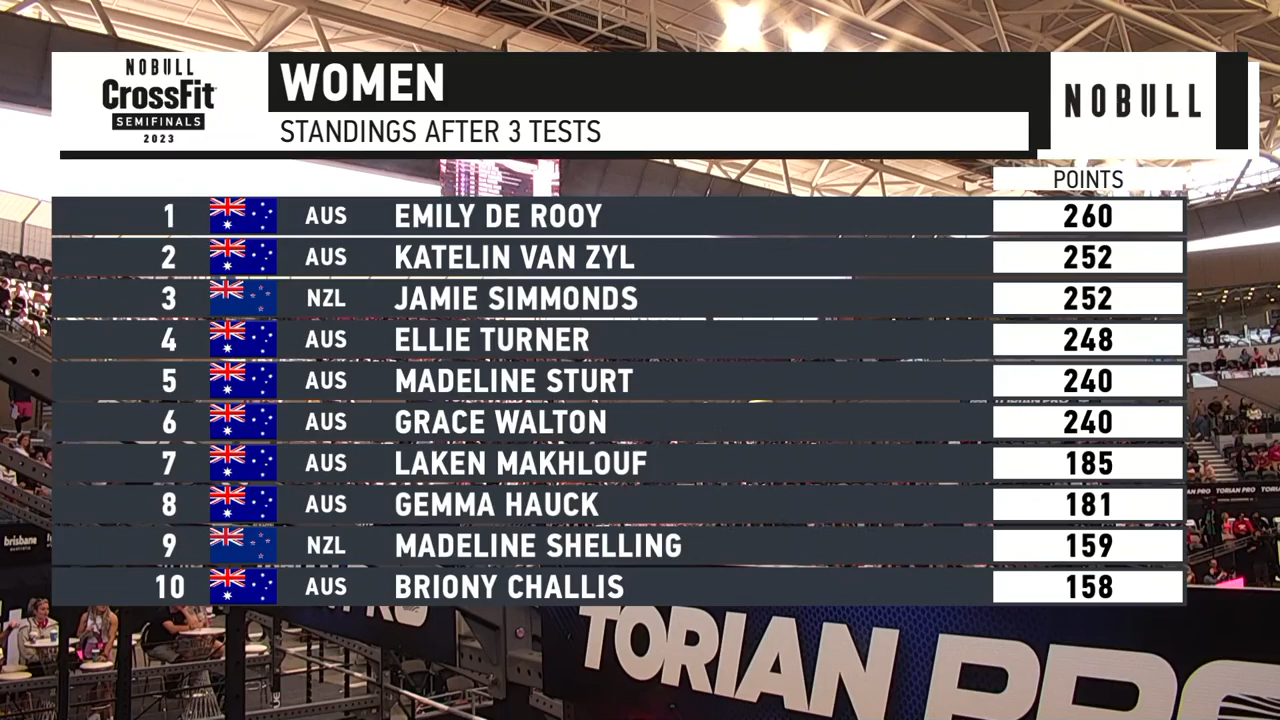 NOBULL
CrossFit
SEMIFINALS
2023
WOMEN
STANDINGS AFTER 3 TESTS
NOBULL
POINTS
1 AUS EMILY DE ROOY 260
2 AUS KATELIN VAN ZYL 252
3 NZL JAMIE SIMMONDS 252
4 AUS ELLIE TURNER 248
5 AUS MADELINE STURT 240
6 AUS GRACE WALTON 240
7 AUS LAKEN MAKHLOUF 185
8 AUS GEMMA HAUCK 181
9 NZL MADELINE SHELLING 159
10 AUS BRIONY CHALLIS 158
TORIAN PRO
brisbane
TORIAN PRO